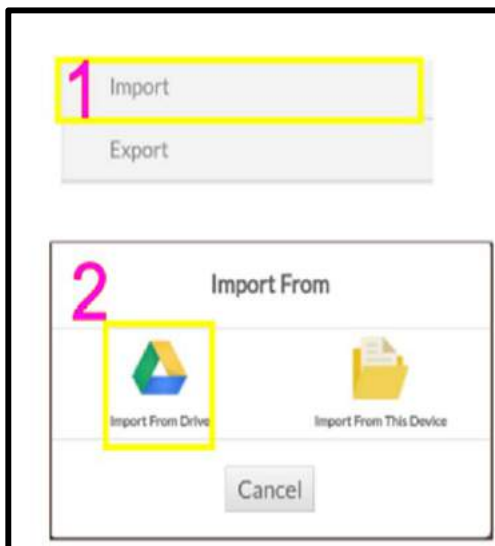 1
Import
Export
2
Import From
Import From Drive
Import From This Device
Cancel